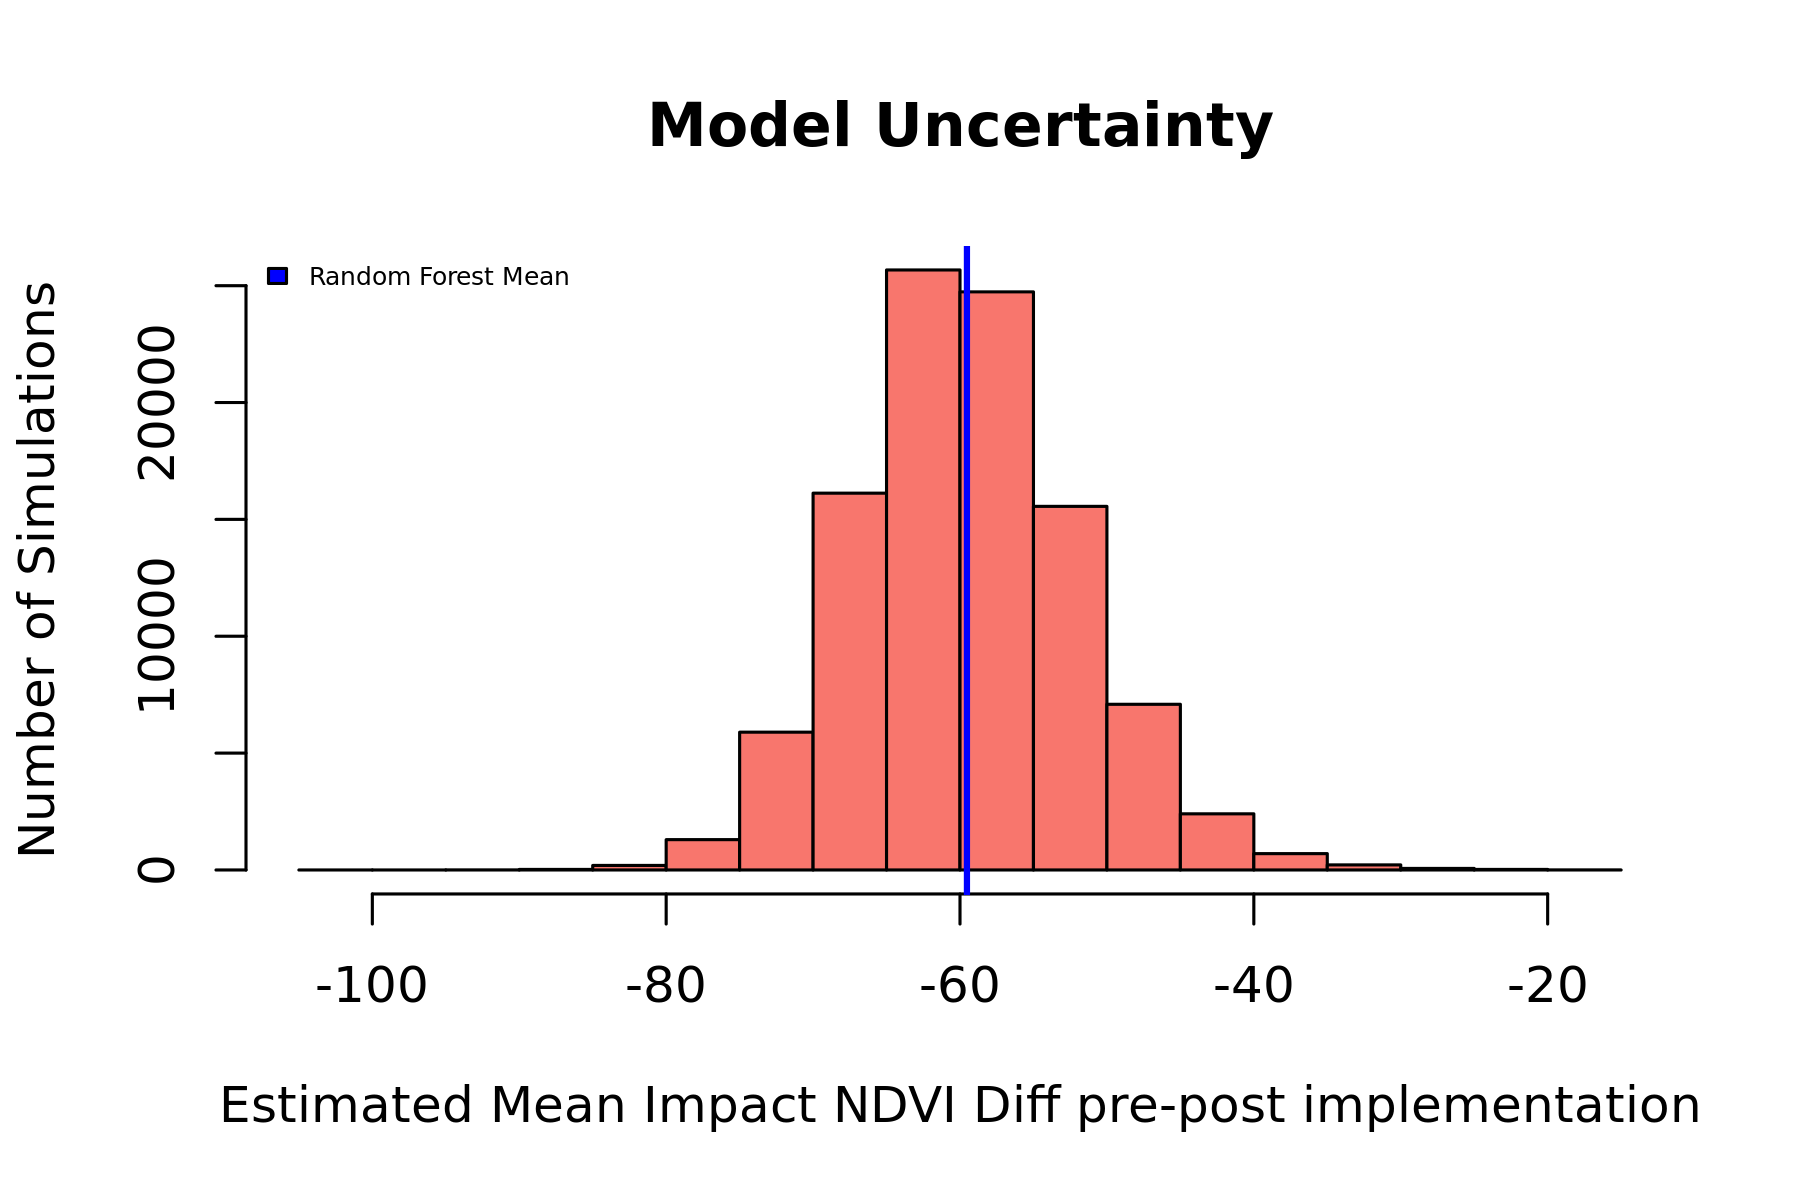 Model Uncertainty
Random Forest Mean
Number of Simulations
20000
10000
0
-100 -80 -60 -40 -20
Estimated Mean Impact NDVI Diff pre-post implementation